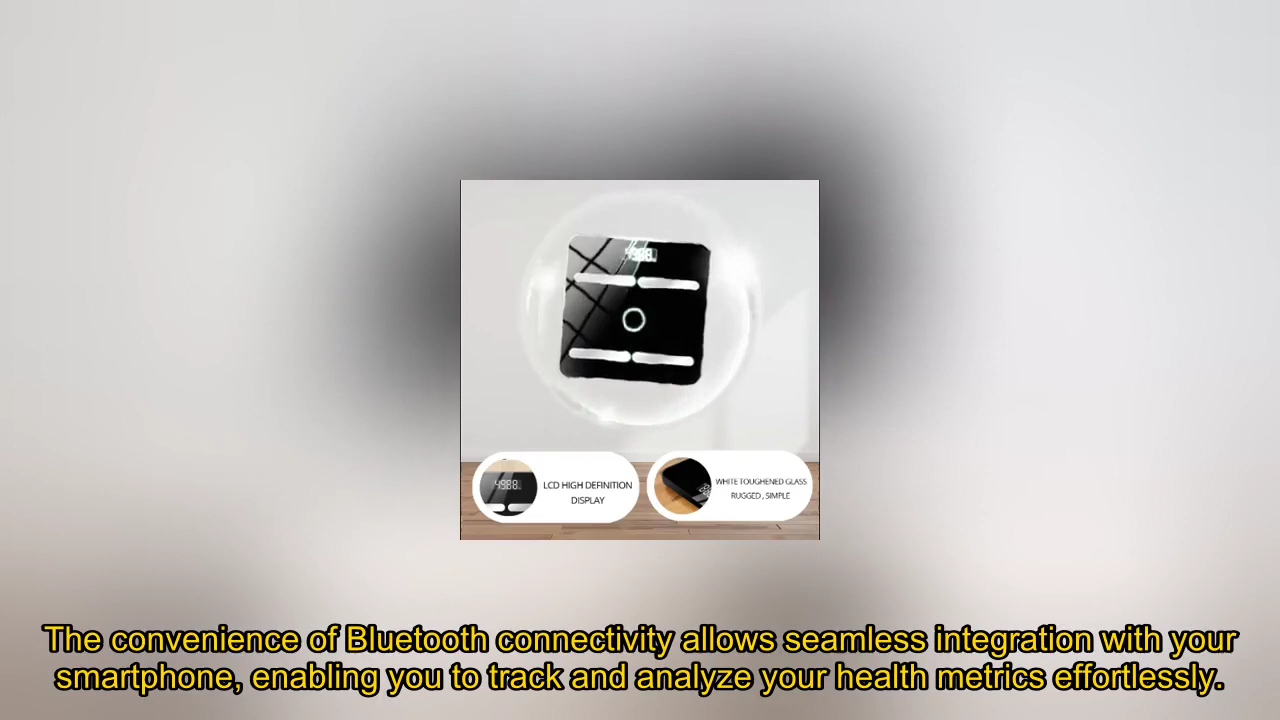 4988
LCD HIGH DEFINITION
DISPLAY
WHITE TOUGHENED GLASS
RUGGED , SIMPLE
The convenience of Bluetooth connectivity allows seamless integration with your
smartphone, enabling you to track and analyze your health metrics effortlessly.